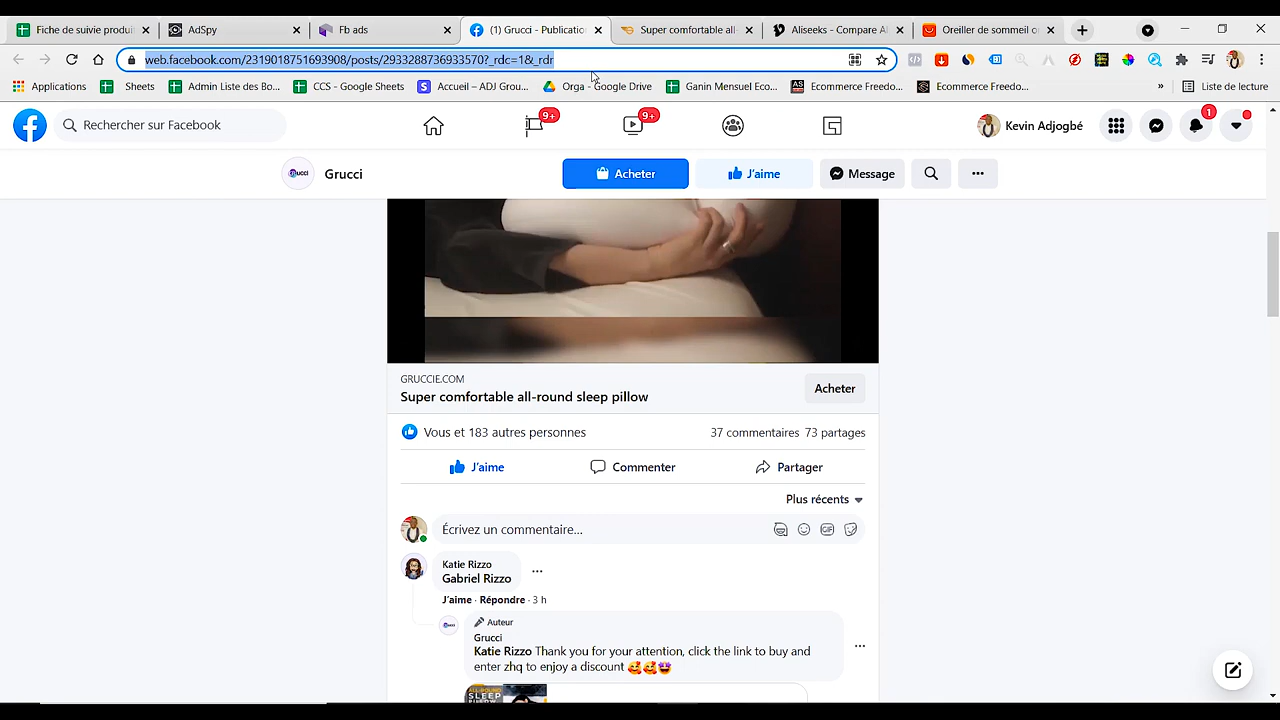 Fiche de suivie produi
AdSpy
Fb ads
(1) Grucci - Publicatio
Super comfortable all
Aliseeks - Compare Al
Oreiller de sommeil o
web.facebook.com/2319018751693908/posts/2933289336933570?_rdc=1&_rdr
Applications
Sheets
Admin Liste des Bo...
CCS - Google Sheets
Accueil – ADJ Grou...
Orga - Google Drive
Ganin Mensuel Eco...
Ecommerce Freedo...
Ecommerce Freedo...
»
Liste de lecture
Rechercher sur Facebook
9+
9+
Kevin Adjogbé
1
Grucci
Acheter
J'aime
Message
GRUCCIE.COM
Super comfortable all-round sleep pillow
Acheter
Vous et 183 autres personnes
37 commentaires 73 partages
J'aime
Commenter
Partager
Plus récents
Écrivez un commentaire...
GIF
Katie Rizzo
Gabriel Rizzo
J'aime · Répondre · 3 h
Auteur
Grucci
Katie Rizzo Thank you for your attention, click the link to buy and
enter zhq to enjoy a discount 🥰🥰🤩
ALL-ROUND
SLEEP